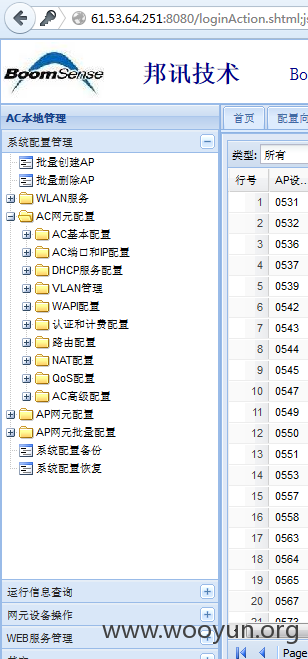 61.53.64.251:8080/loginAction.shtml;j
BoomSense 邦讯技术 Bo
AC本地管理
系统配置管理
批量创建AP
批量删除AP
WLAN服务
AC网元配置
AC基本配置
AC端口和IP配置
DHCP服务配置
VLAN管理
WAPI配置
认证和计费配置
路由配置
NAT配置
QoS配置
AC高级配置
AP网元配置
AP网元批量配置
系统配置备份
系统配置恢复
运行信息查询
网元设备操作
WEB服务管理
首页 配置向
类型: 所有
行号 AP设...
1 0531
2 0532
3 0536
4 0537
5 0539
6 0542
7 0543
8 0544
9 0545
10 0547
11 0549
12 0550
13 0551
14 0553
15 0557
16 0558
17 0563
18 0564
19 0565
20 0567
21 0573
Page
www.wooyun.org